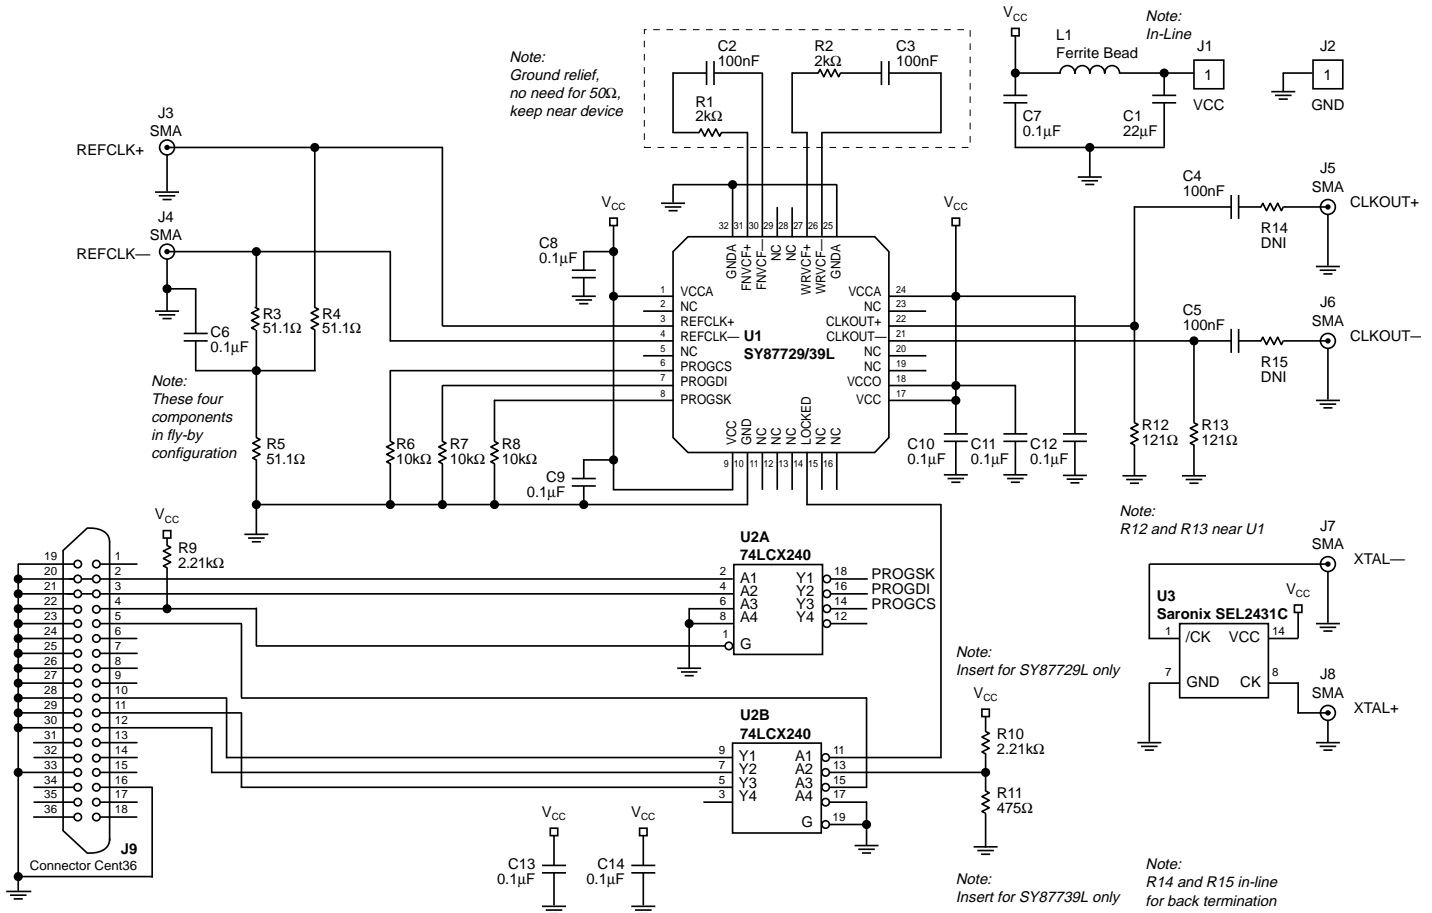 Note:
Ground relief,
no need for 50Ω,
keep near device
C2
100nF
R1
2kΩ
R2
2kΩ
C3
100nF
VCC
L1
Ferrite Bead
Note:
In-Line
J1
1
VCC
C7
0.1µF
C1
22µF
J2
1
GND
J3
SMA
REFCLK+
J4
SMA
REFCLK—
C6
0.1µF
R3
51.1Ω
R4
51.1Ω
Note:
These four
components
in fly-by
configuration
R5
51.1Ω
R6
10kΩ
R7
10kΩ
R8
10kΩ
VCC
C8
0.1µF
C9
0.1µF
32 31 30 29 28 27 26 25
GNDA
FNVCF+
FNVCF—
NC
NC
WRVCF+
WRVCF—
GNDA
1 VCCA
2 NC
3 REFCLK+
4 REFCLK—
5 NC
6 PROGCS
7 PROGDI
8 PROGSK
U1
SY87729/39L
VCCA 24
NC 23
CLKOUT+ 22
CLKOUT— 21
NC 20
NC 19
VCCO 18
VCC 17
VCC
GND
NC
NC
NC
LOCKED
NC
NC
9 10 11 12 13 14 15 16
VCC
C10
0.1µF
C11
0.1µF
C12
0.1µF
C4
100nF
R14
DNI
J5
SMA
CLKOUT+
C5
100nF
R15
DNI
J6
SMA
CLKOUT—
R12
121Ω
R13
121Ω
Note:
R12 and R13 near U1
J7
SMA
XTAL—
U3
Saronix SEL2431C
VCC
1 /CK VCC 14
7 GND CK 8
J8
SMA
XTAL+
VCC
R9
2.21kΩ
19 1
20 2
21 3
22 4
23 5
24 6
25 7
26 8
27 9
28 10
29 11
30 12
31 13
32 14
33 15
34 16
35 17
36 18
J9
Connector Cent36
U2A
74LCX240
2 A1 Y1 18 PROGSK
4 A2 Y2 16 PROGDI
6 A3 Y3 14 PROGCS
8 A4 Y4 12
1 G
U2B
74LCX240
9 Y1 A1 11
7 Y2 A2 13
5 Y3 A3 15
3 Y4 A4 17
G 19
Note:
Insert for SY87729L only
VCC
R10
2.21kΩ
R11
475Ω
Note:
Insert for SY87739L only
VCC
C13
0.1µF
VCC
C14
0.1µF
Note:
R14 and R15 in-line
for back termination